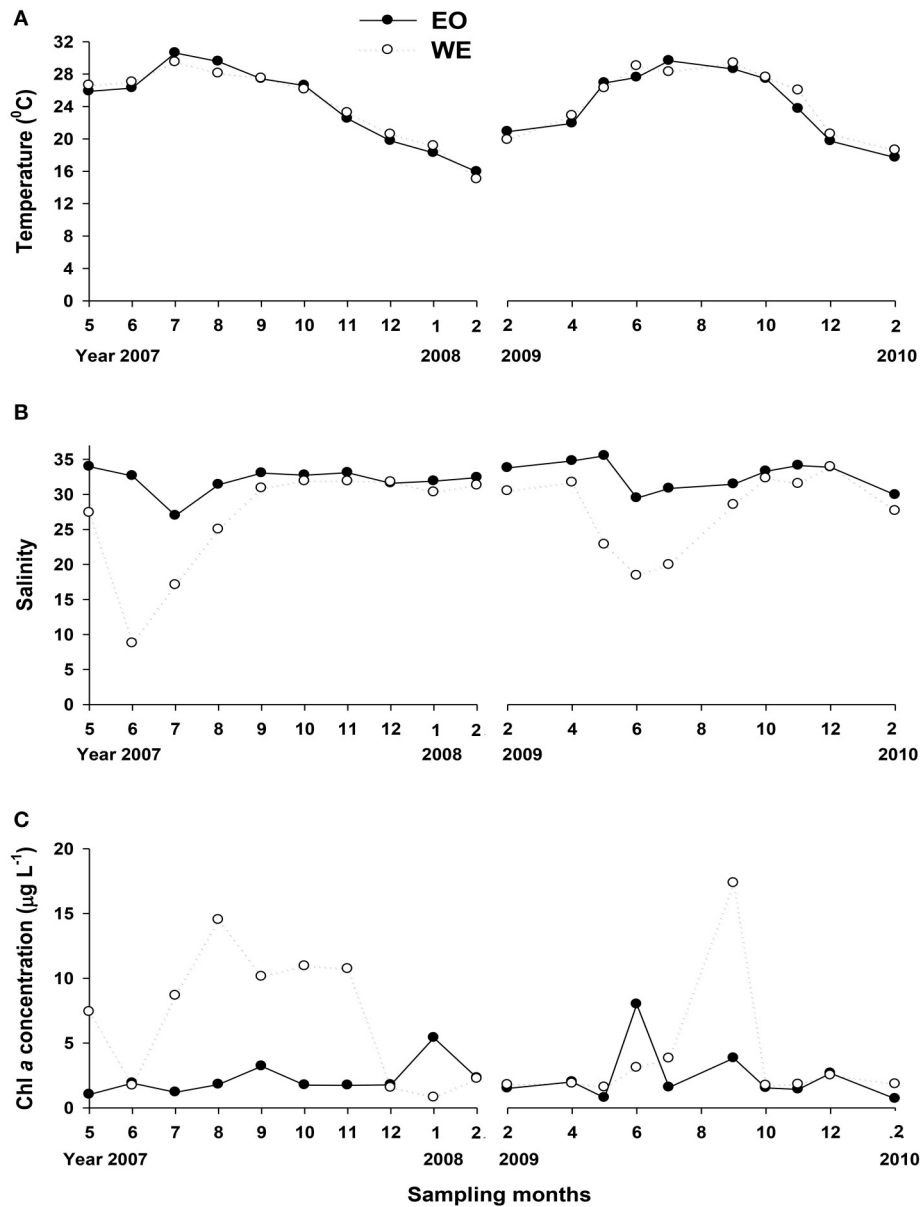 A
EO
WE
32
28
24
20
16
12
8
4
0
Temperature (⁰C)
5 6 7 8 9 10 11 12 1 2 2 4 6 8 10 12 2
Year 2007 2008 2009 2010
B
35
30
25
20
15
10
5
0
Salinity
5 6 7 8 9 10 11 12 1 2 2 4 6 8 10 12 2
Year 2007 2008 2009 2010
C
20
15
10
5
0
Chl a concentration (µg L⁻¹)
5 6 7 8 9 10 11 12 1 2 2 4 6 8 10 12 2
Year 2007 2008 2009 2010
Sampling months